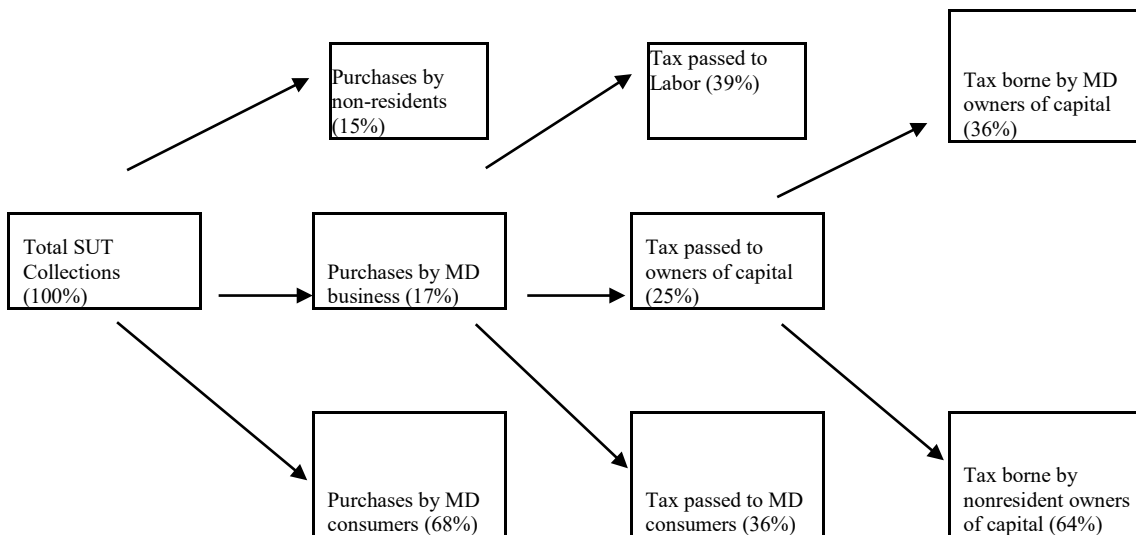 Purchases by
non-residents
(15%)
Tax passed to
Labor (39%)
Tax borne by MD
owners of capital
(36%)
Total SUT
Collections
(100%)
Purchases by MD
business (17%)
Tax passed to
owners of capital
(25%)
Purchases by MD
consumers (68%)
Tax passed to MD
consumers (36%)
Tax borne by
nonresident owners
of capital (64%)